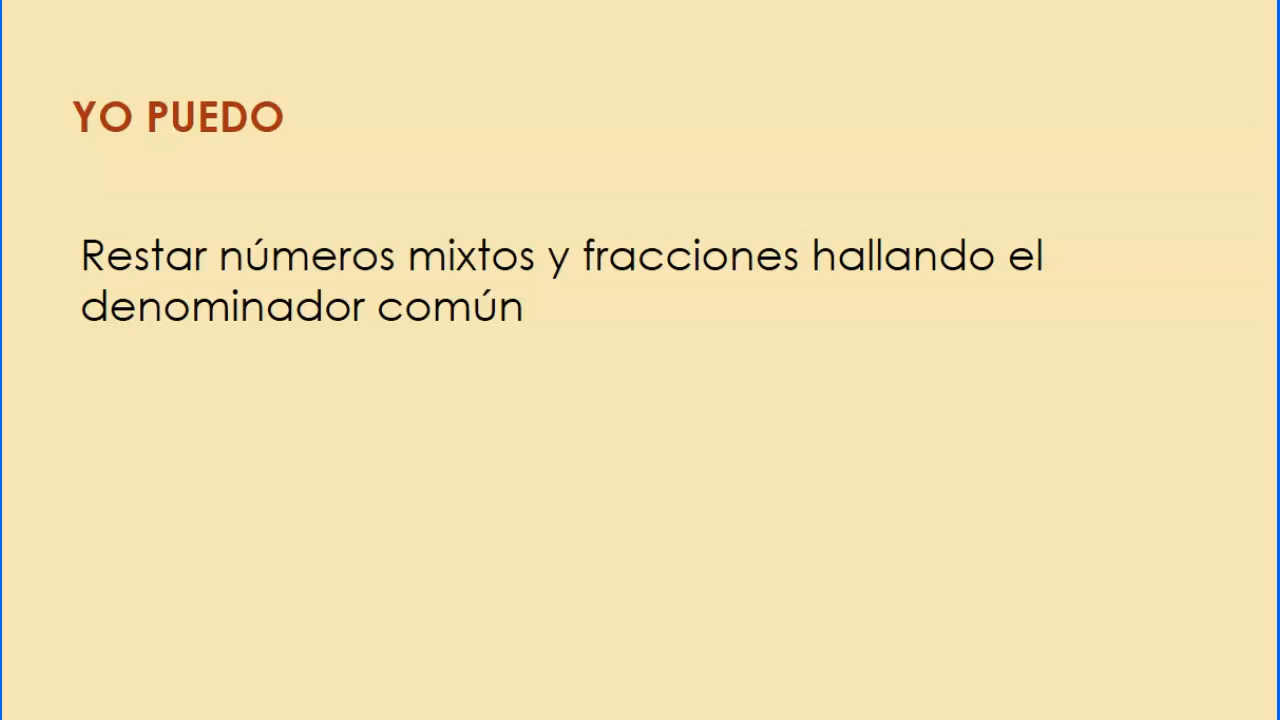 YO PUEDO
Restar números mixtos y fracciones hallando el
denominador común